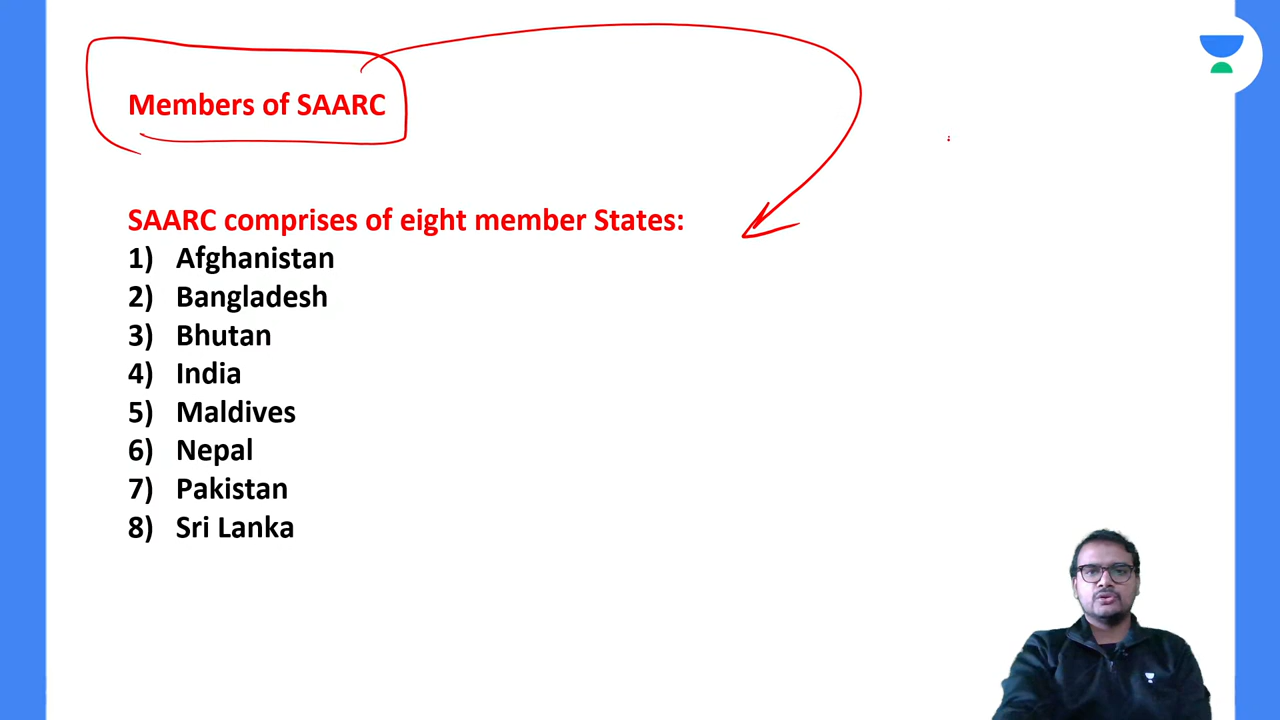 Members of SAARC
SAARC comprises of eight member States:
1) Afghanistan
2) Bangladesh
3) Bhutan
4) India
5) Maldives
6) Nepal
7) Pakistan
8) Sri Lanka